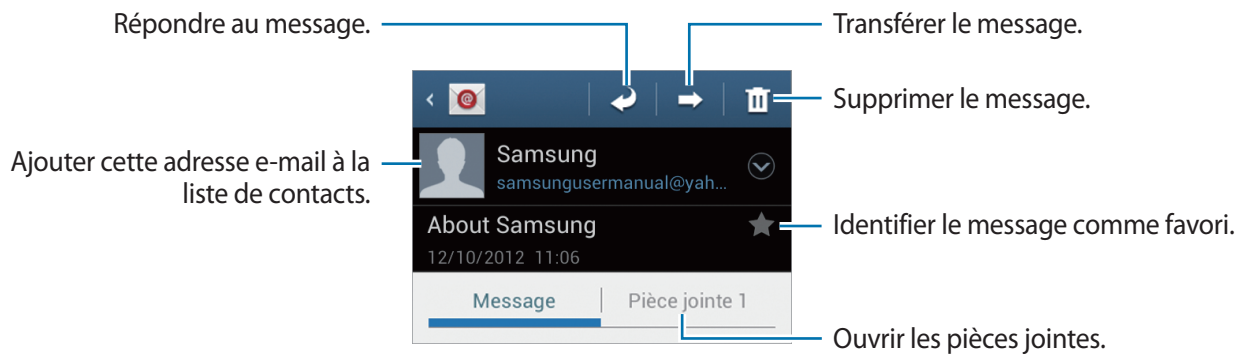 Répondre au message.
Transférer le message.
Supprimer le message.
Ajouter cette adresse e-mail à la
liste de contacts.
Samsung
samsungusermanual@yah...
About Samsung
12/10/2012 11:06
Identifier le message comme favori.
Message
Pièce jointe 1
Ouvrir les pièces jointes.